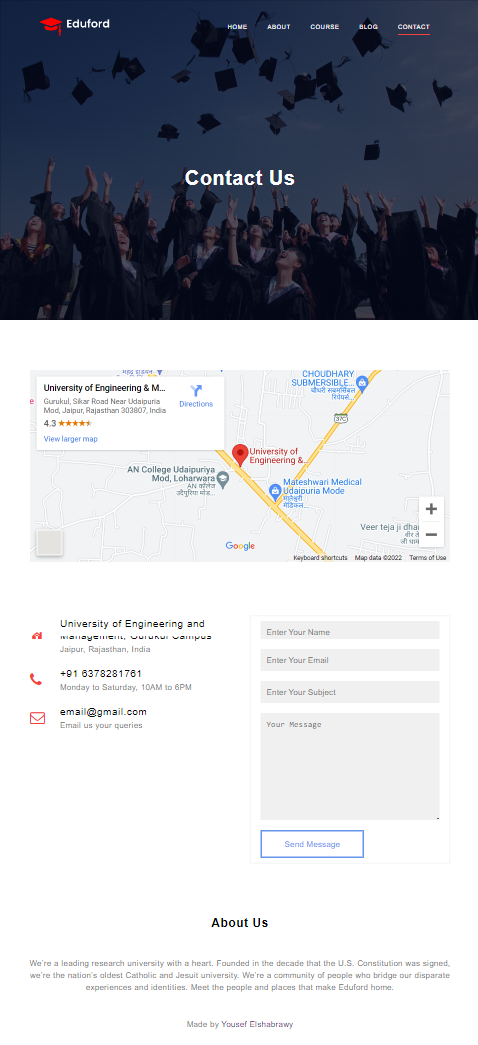 Eduford
HOME ABOUT COURSE BLOG CONTACT
Contact Us
University of Engineering & M...
Gurukul, Sikar Road Near Udaipuria
Mod, Jaipur, Rajasthan 303807, India
4.3
View larger map
Directions
CHOUDHARY
SUBMERSIBLE...
चौधरी सबमर्सिबल
37C
University of
Engineering &...
AN College Udaipuriya
Mod, Loharwara
AN कॉलेज
Mateshwari Medical
Udaipuria Mode
Veer teja ji dhar
Google
Keyboard shortcuts Map data ©2022 Terms of Use
University of Engineering and
Management, Gurukul Campus
Jaipur, Rajasthan, India
+91 6378281761
Monday to Saturday, 10AM to 6PM
email@gmail.com
Email us your queries
Enter Your Name
Enter Your Email
Enter Your Subject
Your Message
Send Message
About Us
We're a leading research university with a heart. Founded in the decade that the U.S. Constitution was signed,
we're the nation's oldest Catholic and Jesuit university. We're a community of people who bridge our disparate
experiences and identities. Meet the people and places that make Eduford home.
Made by Yousef Elshabrawy